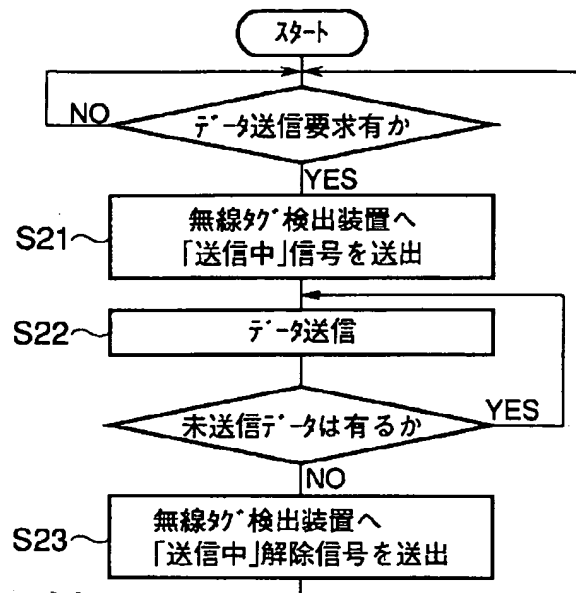 スタート
NO
データ送信要求有か
YES
S21
無線タグ検出装置へ
「送信中」信号を送出
S22
データ送信
未送信データは有るか
YES
NO
S23
無線タグ検出装置へ
「送信中」解除信号を送出